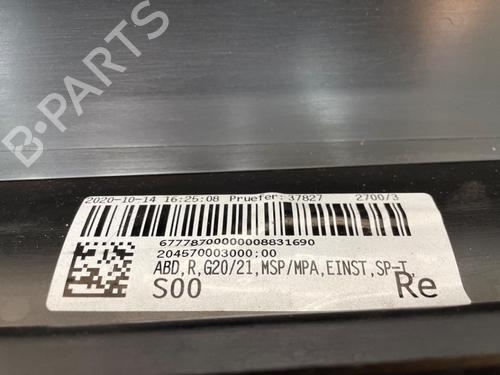 B-PARTS
2020-10-14 16:25:08 Pruefer: 37827 2700/3
67778700000008831690
204570003000;00
ABD,R,G20/21,MSP/MPA,EINST,SP-T,
S00 Re